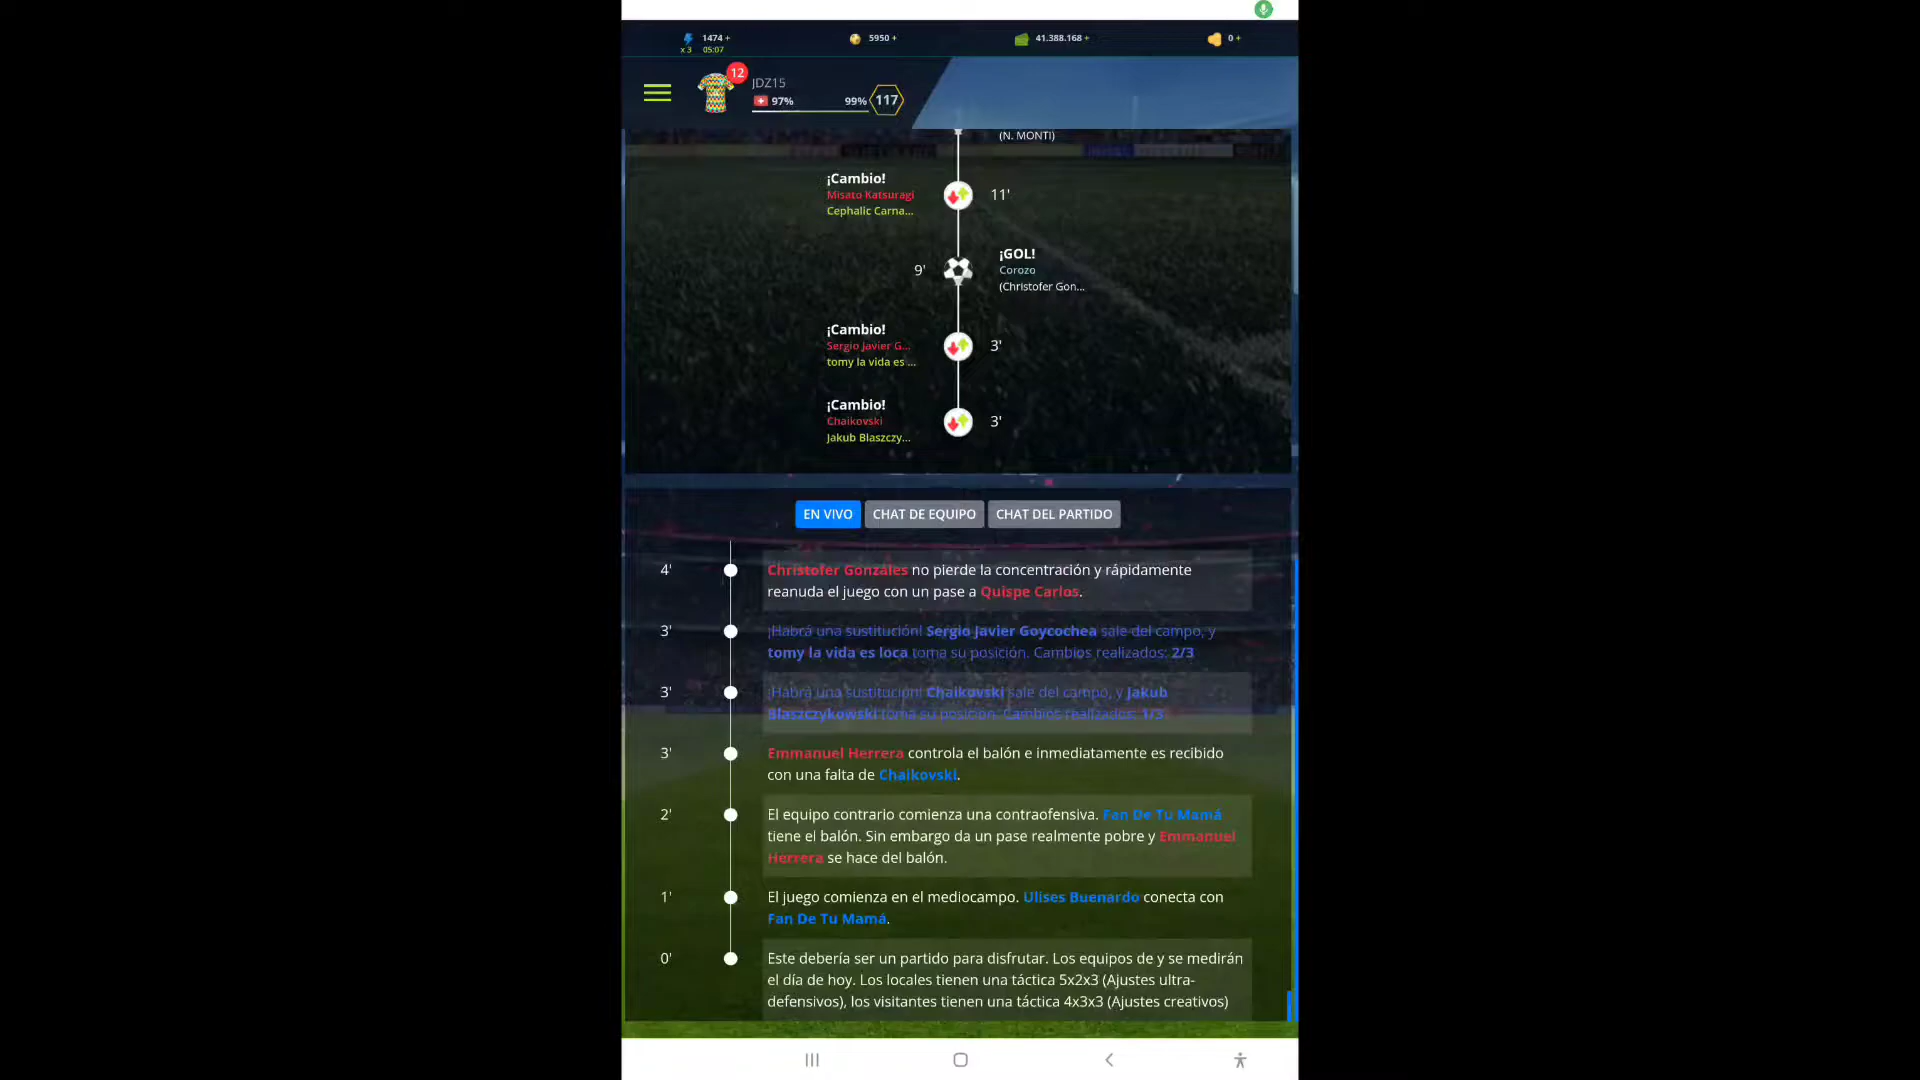 1474 + 5950 + 41.388.168 + 0 +
x 3 05:07
12
JDZ15
97% 99% 117
(N. MONTI)
¡Cambio!
Misato Katsuragi
Cephalic Carna...
11'
9'
¡GOL!
Corozo
(Christofer Gon...
¡Cambio!
Sergio Javier G...
tomy la vida es ...
3'
¡Cambio!
Chaikovski
Jakub Blaszczy...
3'
EN VIVO CHAT DE EQUIPO CHAT DEL PARTIDO
4' Christofer Gonzáles no pierde la concentración y rápidamente
reanuda el juego con un pase a Quispe Carlos.
3' ¡Habrá una sustitución! Sergio Javier Goycochea sale del campo, y
tomy la vida es loca toma su posición. Cambios realizados: 2/3
3' ¡Habrá una sustitución! Chaikovski sale del campo, y Jakub
Blaszczykowski toma su posición. Cambios realizados: 1/3
3' Emmanuel Herrera controla el balón e inmediatamente es recibido
con una falta de Chaikovski.
2' El equipo contrario comienza una contraofensiva. Fan De Tu Mamá
tiene el balón. Sin embargo da un pase realmente pobre y Emmanuel
Herrera se hace del balón.
1' El juego comienza en el mediocampo. Ulises Buenardo conecta con
Fan De Tu Mamá.
0' Este debería ser un partido para disfrutar. Los equipos de y se medirán
el día de hoy. Los locales tienen una táctica 5x2x3 (Ajustes ultra-
defensivos), los visitantes tienen una táctica 4x3x3 (Ajustes creativos)